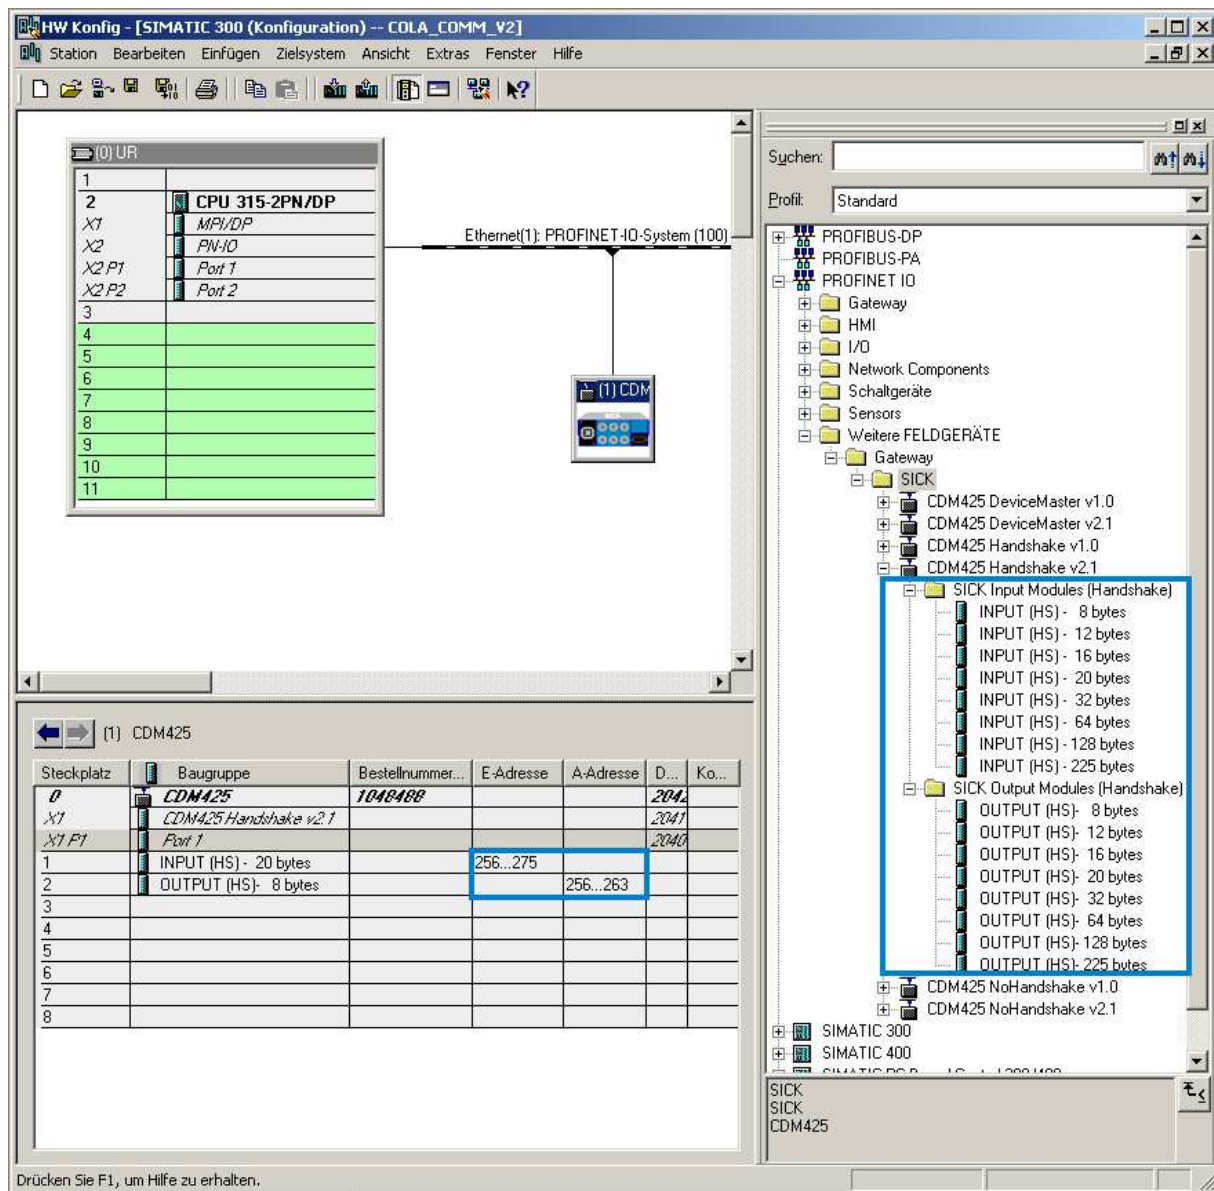 HW Konfig - [SIMATIC 300 (Konfiguration) -- COLA_COMM_V2]
Station Bearbeiten Einfügen Zielsystem Ansicht Extras Fenster Hilfe
(0) UR
1
2 CPU 315-2PN/DP
X1 MPI/DP
X2 PN-IO
X2 P1 Port 1
X2 P2 Port 2
3
4
5
6
7
8
9
10
11
Ethernet(1): PROFINET-IO-System (100)
(1) CDM
Suchen:
Profil: Standard
PROFIBUS-DP
PROFIBUS-PA
PROFINET IO
Gateway
HMI
I/O
Network Components
Schaltgeräte
Sensors
Weitere FELDGERÄTE
Gateway
SICK
CDM425 DeviceMaster v1.0
CDM425 DeviceMaster v2.1
CDM425 Handshake v1.0
CDM425 Handshake v2.1
SICK Input Modules (Handshake)
INPUT (HS) - 8 bytes
INPUT (HS) - 12 bytes
INPUT (HS) - 16 bytes
INPUT (HS) - 20 bytes
INPUT (HS) - 32 bytes
INPUT (HS) - 64 bytes
INPUT (HS) - 128 bytes
INPUT (HS) - 225 bytes
SICK Output Modules (Handshake)
OUTPUT (HS)- 8 bytes
OUTPUT (HS)- 12 bytes
OUTPUT (HS)- 16 bytes
OUTPUT (HS)- 20 bytes
OUTPUT (HS)- 32 bytes
OUTPUT (HS)- 64 bytes
OUTPUT (HS)- 128 bytes
OUTPUT (HS)- 225 bytes
CDM425 NoHandshake v1.0
CDM425 NoHandshake v2.1
SIMATIC 300
SIMATIC 400
SICK
SICK
CDM425
(1) CDM425
Steckplatz Baugruppe Bestellnummer... E-Adresse A-Adresse D... Ko...
0 CDM425 1048488 2042
X1 CDM425 Handshake v2.1 2041
X1 P1 Port 1 2040
1 INPUT (HS) - 20 bytes 256...275
2 OUTPUT (HS)- 8 bytes 256...263
3
4
5
6
7
8
Drücken Sie F1, um Hilfe zu erhalten.